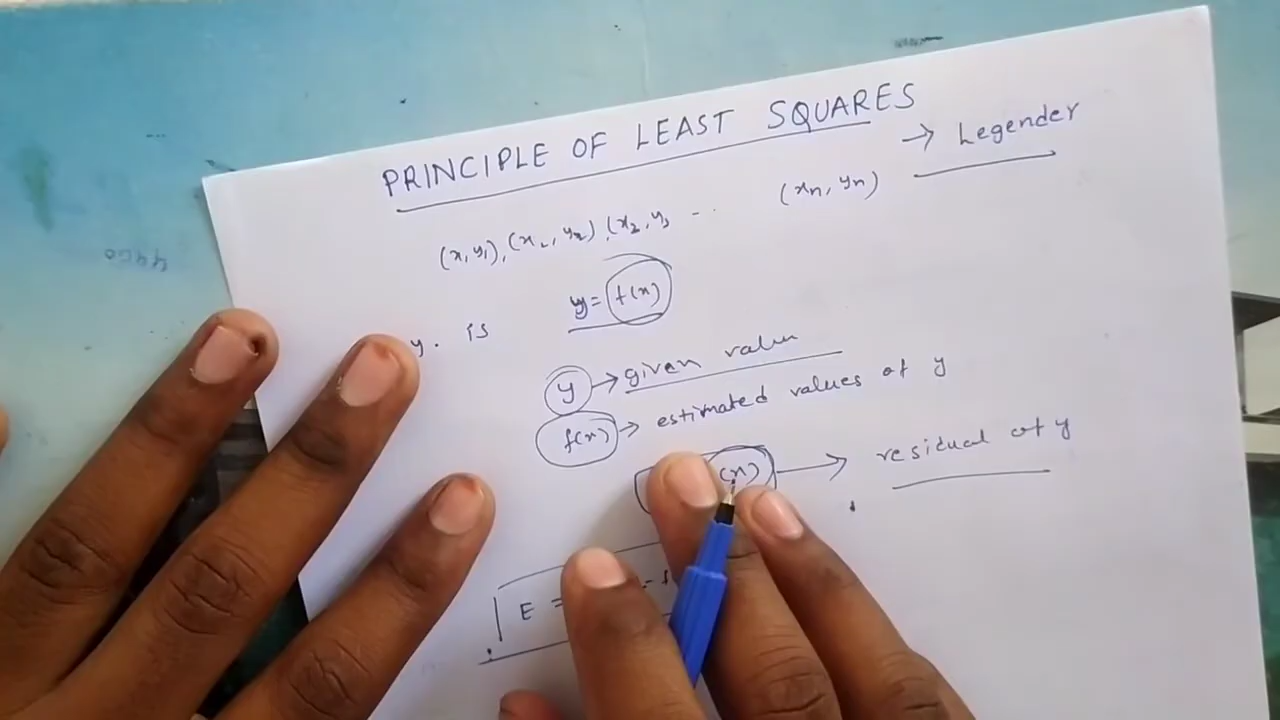 PRINCIPLE OF LEAST SQUARES
→ Legender
(x,y1),(x2,y2),(x3,y3 -- (xn,yn)
y=f(x)
y. is
y → given value
f(x) → estimated values of y
(x) → residual of y
E =